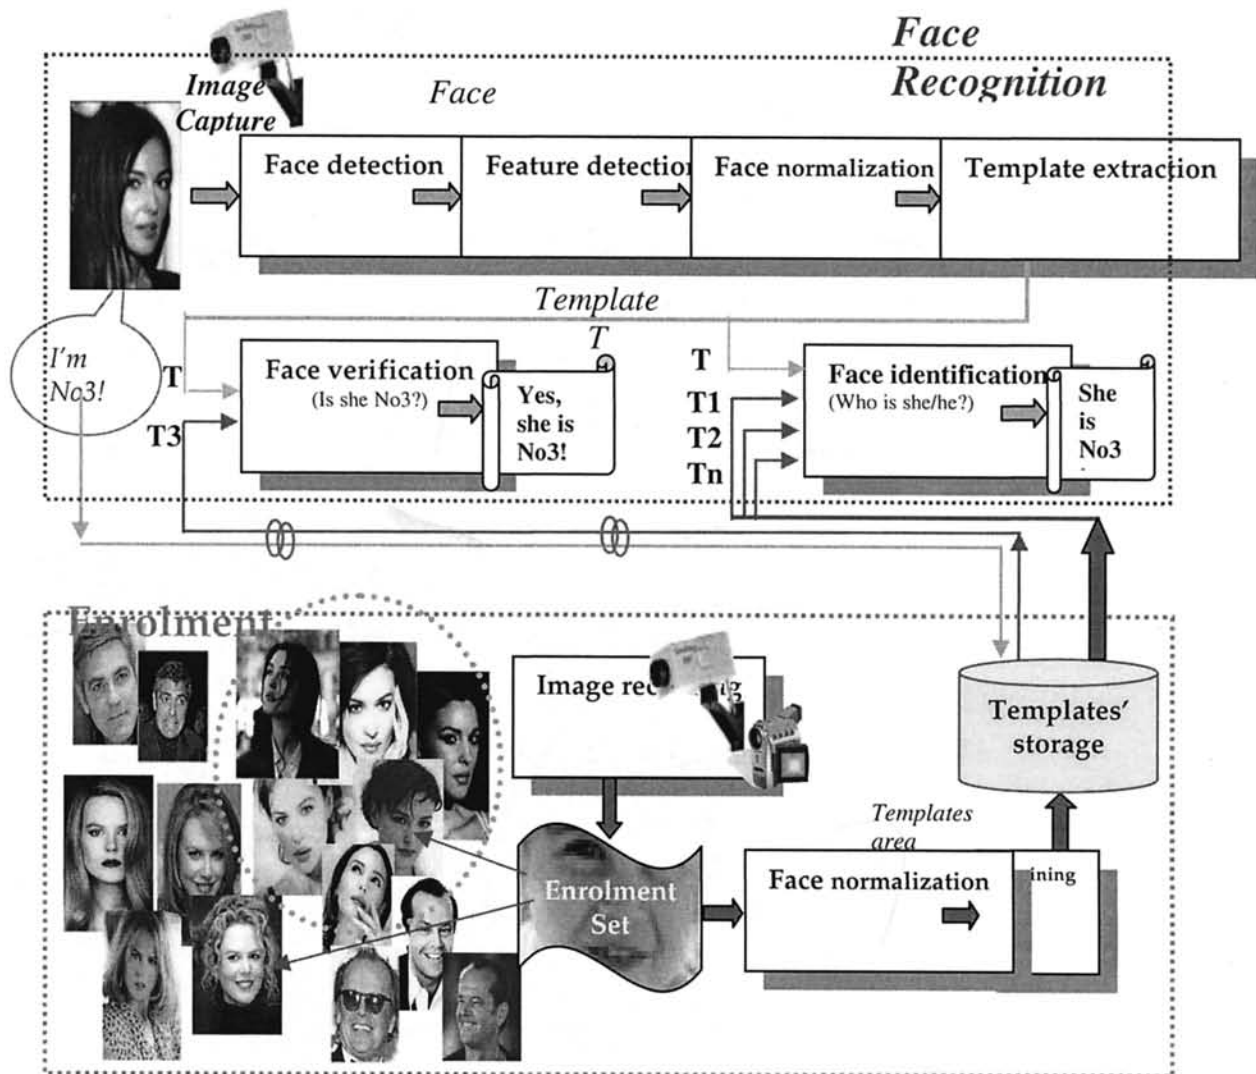 Face
Recognition
Image
Capture
Face
Face detection
Feature detection
Face normalization
Template extraction
Template
T
I'm
No3!
T
T3
Face verification
(Is she No3?)
Yes,
she is
No3!
T
T1
T2
Tn
Face identification
(Who is she/he?)
She
is
No3
Enrolment
Image
Templates'
storage
Templates
area
Enrolment
Set
Face normalization
ining